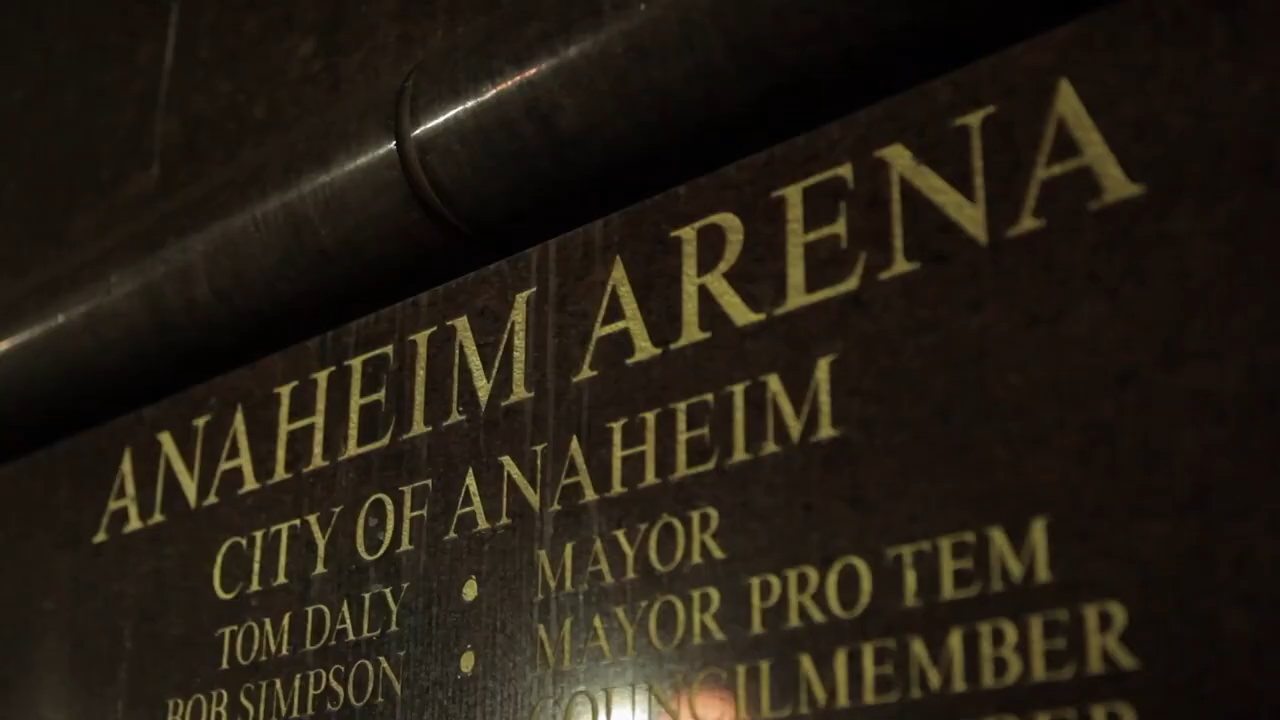 ANAHEIM ARENA
CITY OF ANAHEIM
TOM DALY • MAYOR
BOB SIMPSON • MAYOR PRO TEM
COUNCILMEMBER